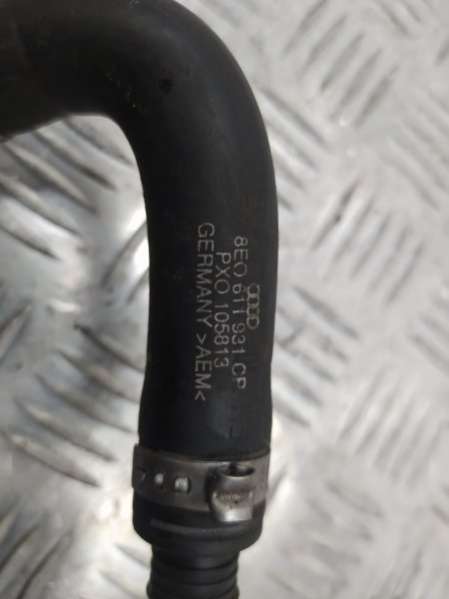 8E0 611 931 CP
PXO 105813
GERMANY >AEM<